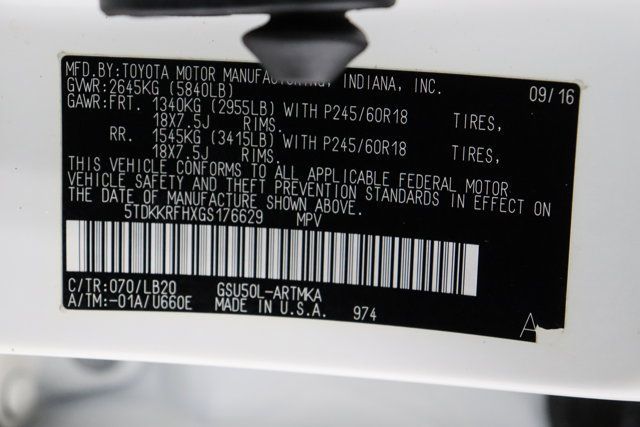 MFD.BY:TOYOTA MOTOR MANUFACTURING, INDIANA, INC.
GVWR:2645KG (5840LB) 09/16
GAWR:FRT. 1340KG (2955LB) WITH P245/60R18 TIRES,
18X7.5J RIMS.
RR. 1545KG (3415LB) WITH P245/60R18 TIRES,
18X7.5J RIMS.
THIS VEHICLE CONFORMS TO ALL APPLICABLE FEDERAL MOTOR
VEHICLE SAFETY AND THEFT PREVENTION STANDARDS IN EFFECT ON
THE DATE OF MANUFACTURE SHOWN ABOVE.
5TDKKRFHXGS176629 MPV
C/TR:070/LB20 GSU50L-ARTMKA
A/TM:-01A/U660E MADE IN U.S.A. 974 A